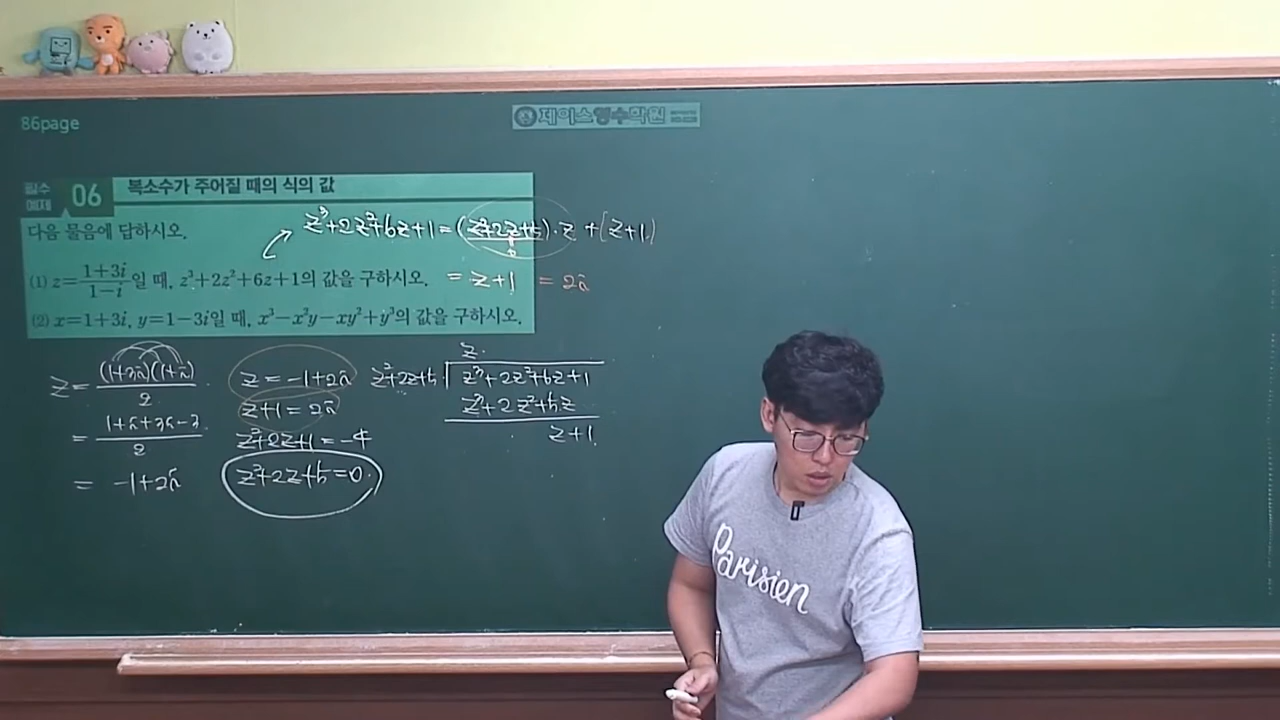 86page
제이스영수학원
필수 예제 06 복소수가 주어질 때의 식의 값
다음 물음에 답하시오.
z³+2z²+6z+1=(z²+2z+5)·z+(z+1)
0
(1) z=(1+3i)/(1-i)일 때, z³+2z²+6z+1의 값을 구하시오.
= z+1 = 2i
(2) x=1+3i, y=1-3i일 때, x³-x²y-xy²+y³의 값을 구하시오.
z= (1+3i)(1+i)/2
= 1+i+3i-3/2
= -1+2i
z=-1+2i
z+1=2i
z²+2z+1=-4
z²+2z+5=0.
z
z²+2z+5 z³+2z²+6z+1
z³+2z²+5z
z+1
Parisien